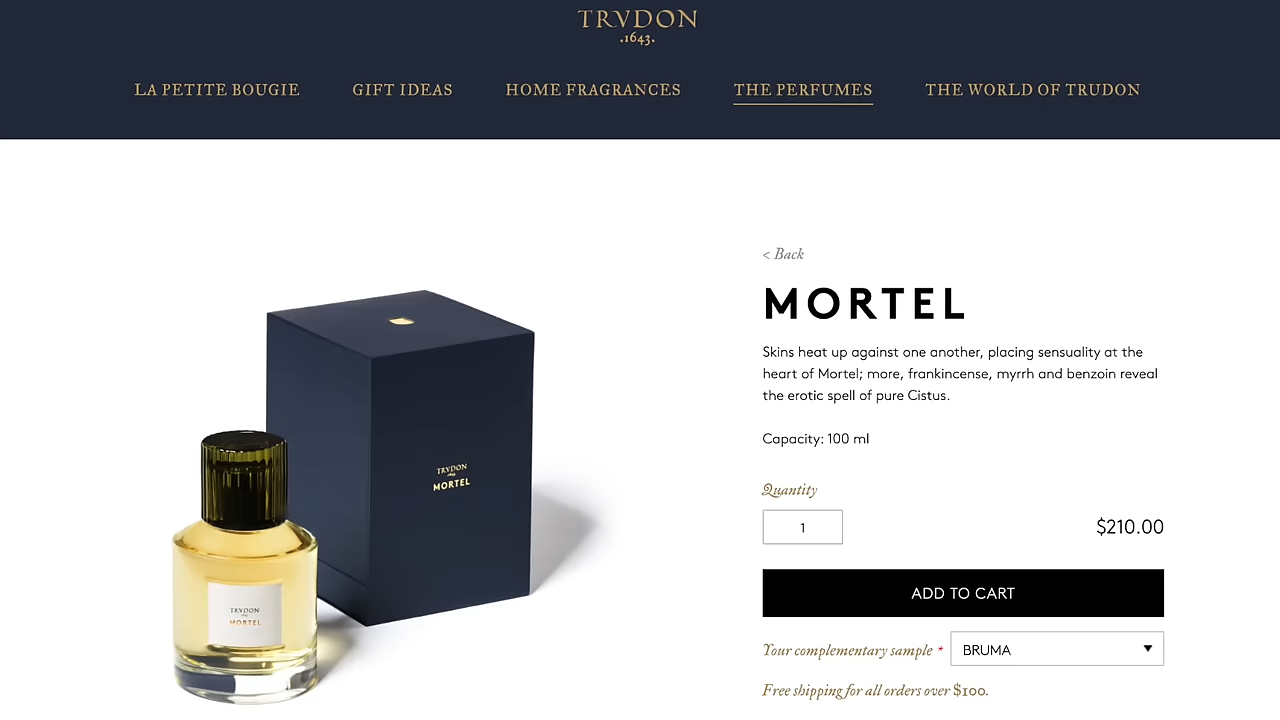 TRVDON
.1643.
LA PETITE BOUGIE GIFT IDEAS HOME FRAGRANCES THE PERFUMES THE WORLD OF TRUDON
< Back
MORTEL
Skins heat up against one another, placing sensuality at the
heart of Mortel; more, frankincense, myrrh and benzoin reveal
the erotic spell of pure Cistus.
Capacity: 100 ml
Quantity
1
$210.00
ADD TO CART
Your complementary sample * BRUMA
Free shipping for all orders over $100.
TRVDON
1643
MORTEL
TRVDON
MORTEL